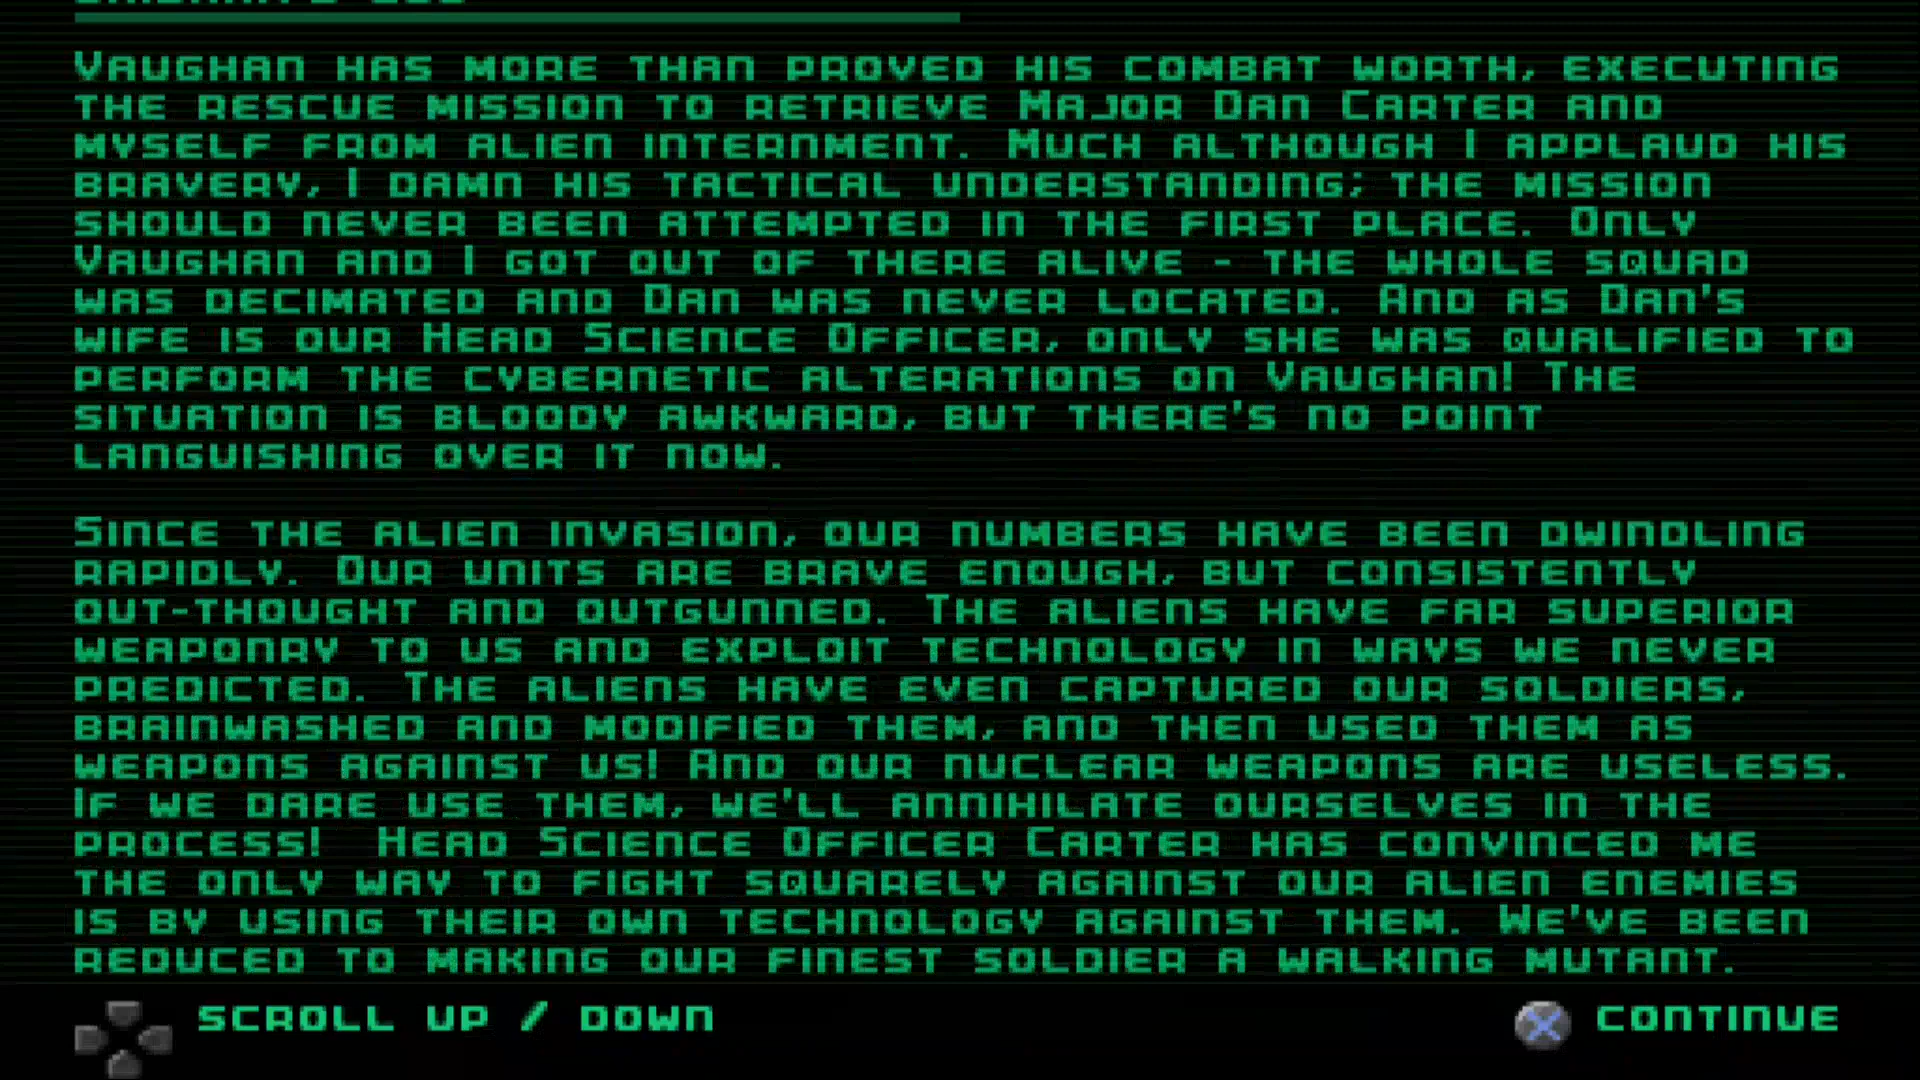 Vaughan has more than proved his combat worth, executing
the rescue mission to retrieve Major Dan Carter and
myself from alien internment. Much although I applaud his
bravery, I damn his tactical understanding; the mission
should never been attempted in the first place. Only
Vaughan and I got out of there alive - the whole squad
was decimated and Dan was never located. And as Dan's
wife is our Head Science Officer, only she was qualified to
perform the cybernetic alterations on Vaughan! The
situation is bloody awkward, but there's no point
languishing over it now.
Since the alien invasion, our numbers have been dwindling
rapidly. Our units are brave enough, but consistently
out-thought and outgunned. The aliens have far superior
weaponry to us and exploit technology in ways we never
predicted. The aliens have even captured our soldiers,
brainwashed and modified them, and then used them as
weapons against us! And our nuclear weapons are useless.
If we dare use them, we'll annihilate ourselves in the
process! Head Science Officer Carter has convinced me
the only way to fight squarely against our alien enemies
is by using their own technology against them. We've been
reduced to making our finest soldier a walking mutant.
Scroll up / down
Continue